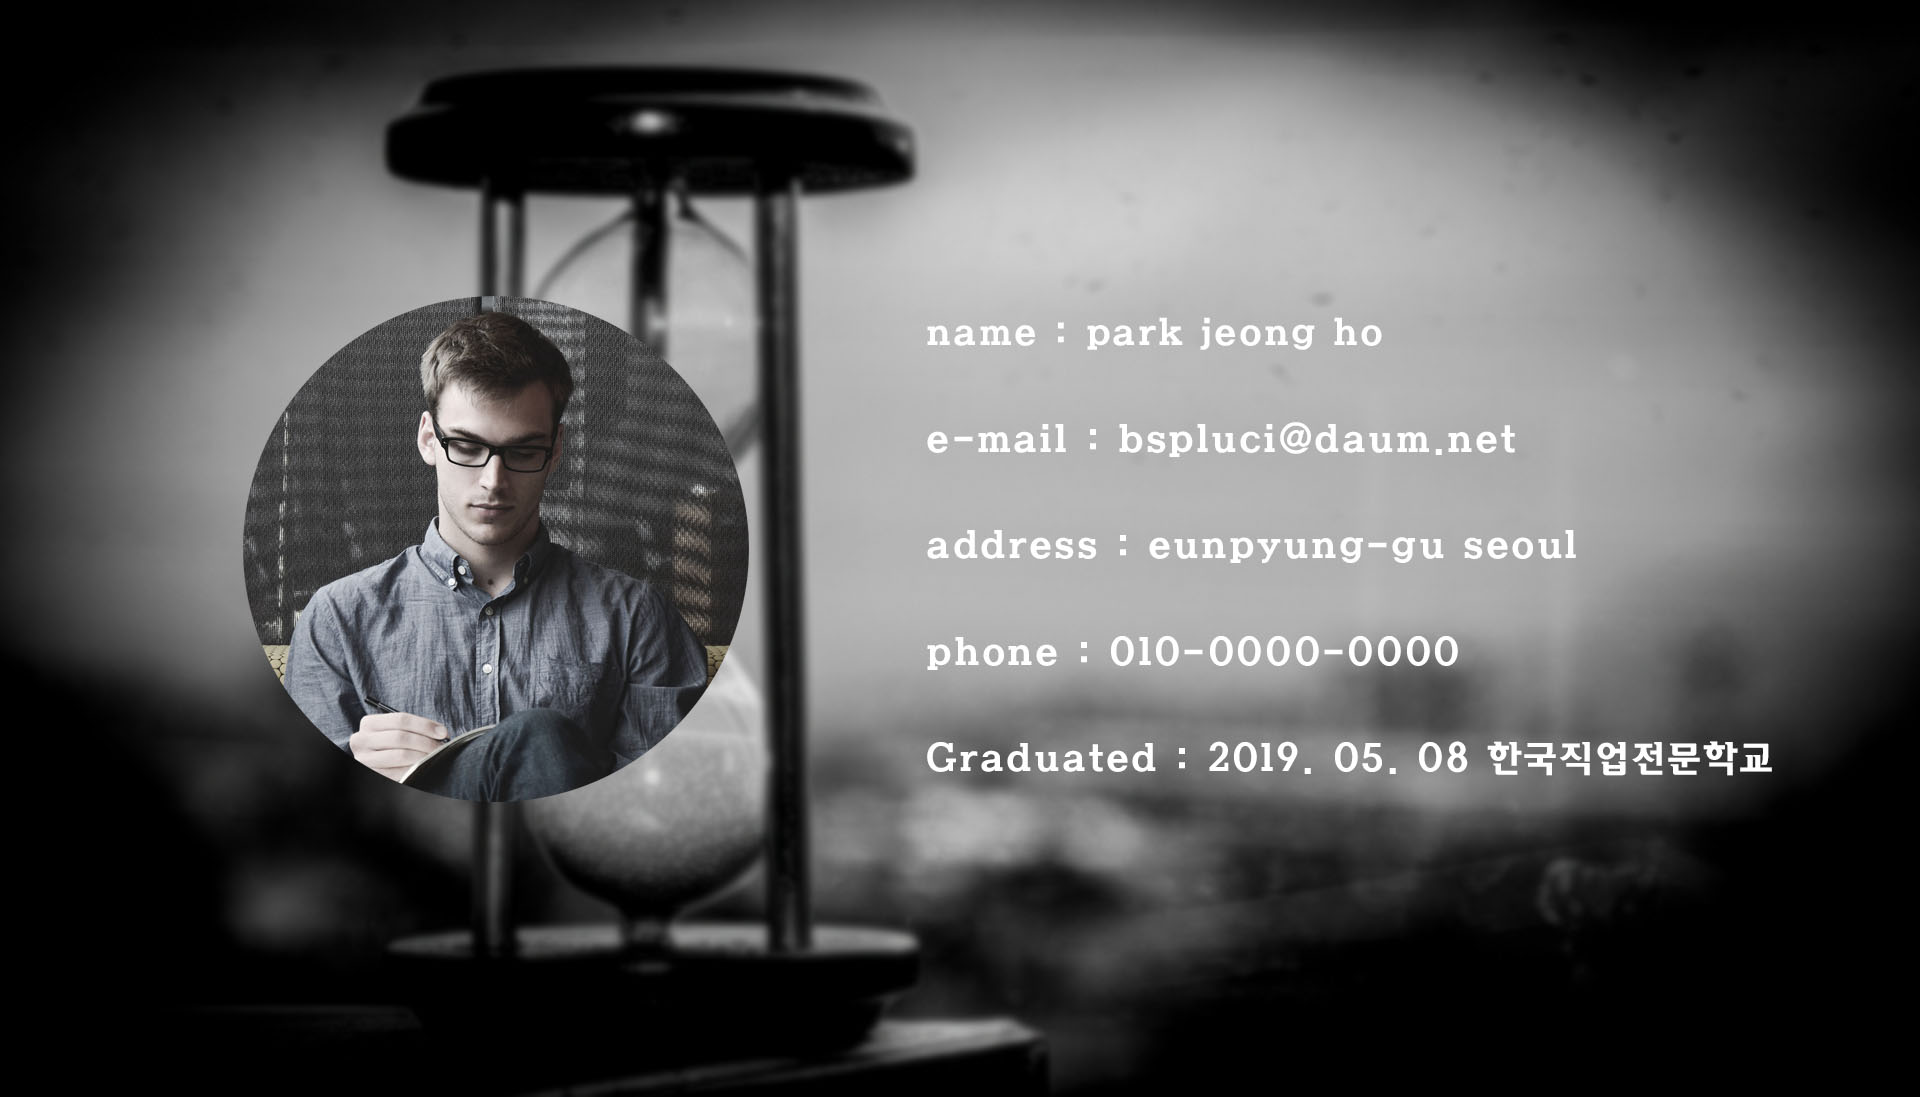 name : park jeong ho
e-mail : bspluci@daum.net
address : eunpyung-gu seoul
phone : 010-0000-0000
Graduated : 2019. 05. 08 한국직업전문학교